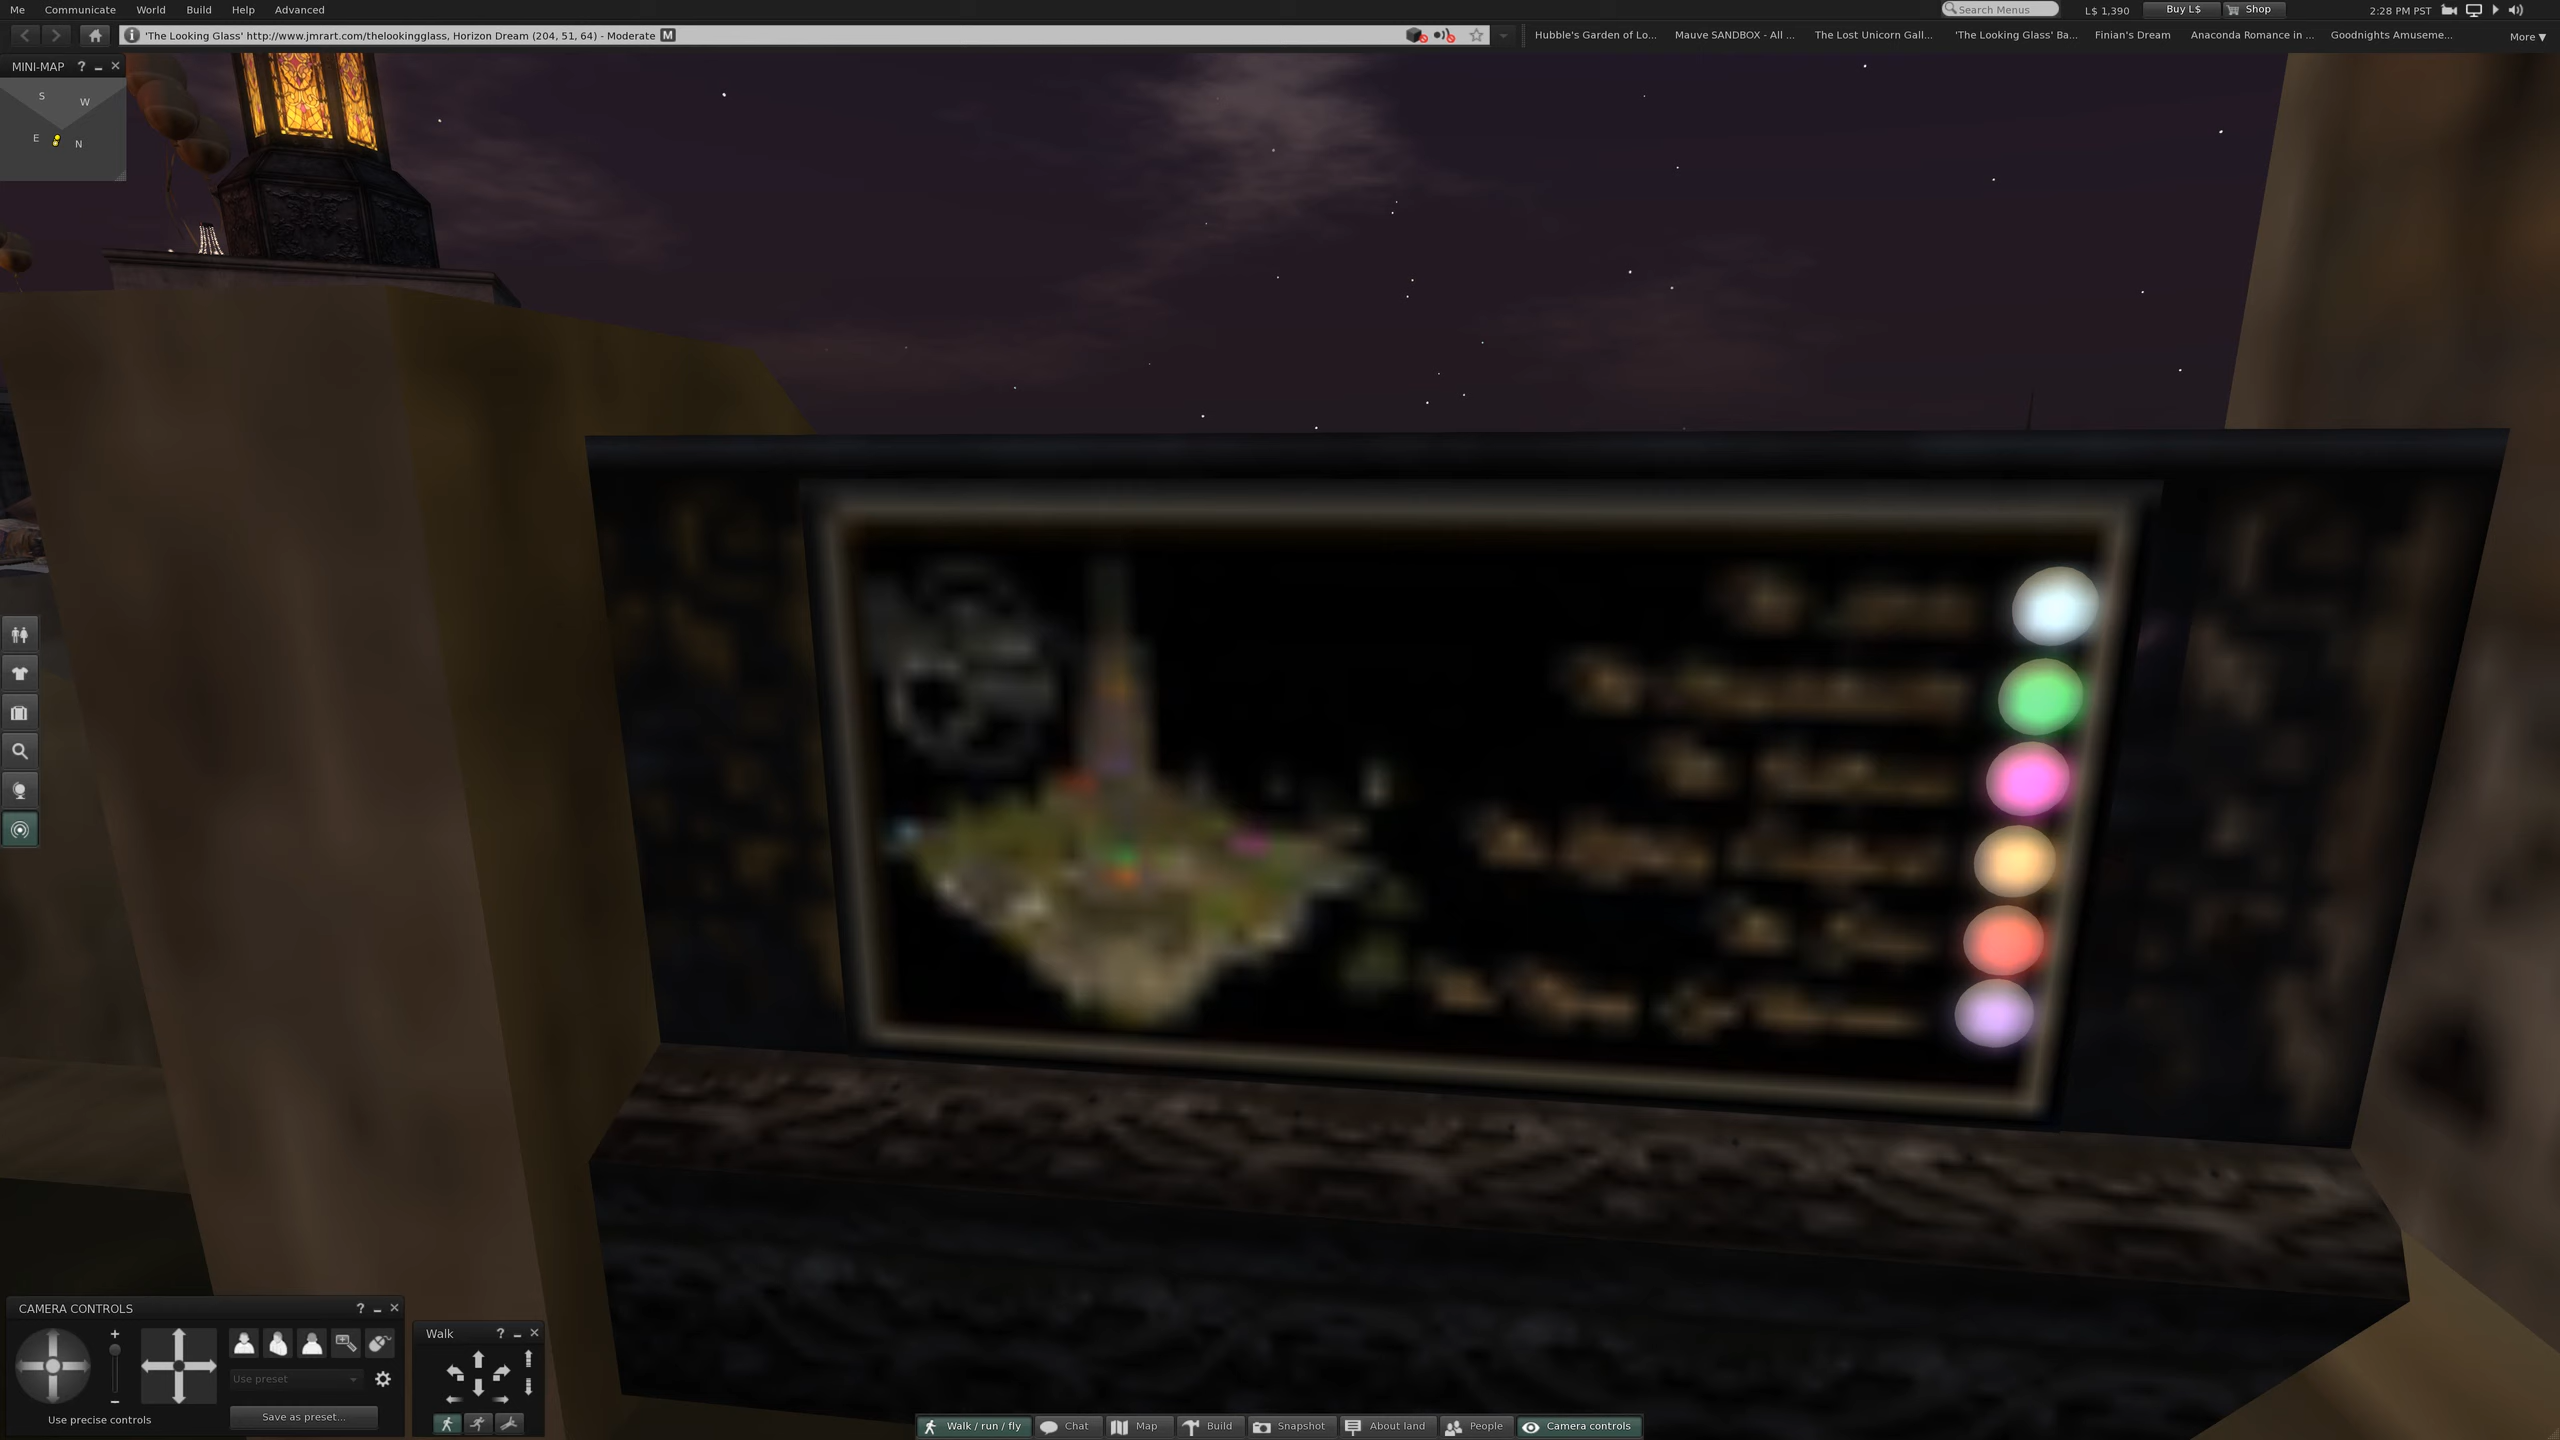 Me Communicate World Build Help Advanced Search Menus L$ 1,390 Buy L$ Shop 2:28 PM PST
'The Looking Glass' http://www.jmrart.com/thelookingglass, Horizon Dream (204, 51, 64) - Moderate M Hubble's Garden of Lo... Mauve SANDBOX - All ... The Lost Unicorn Gall... 'The Looking Glass' Ba... Finian's Dream Anaconda Romance in ... Goodnights Amuseme... More ▼
MINI-MAP ?
S W
E N
CAMERA CONTROLS ?
Use preset
Use precise controls
Save as preset...
Walk ?
Walk / run / fly Chat Map Build Snapshot About land People Camera controls